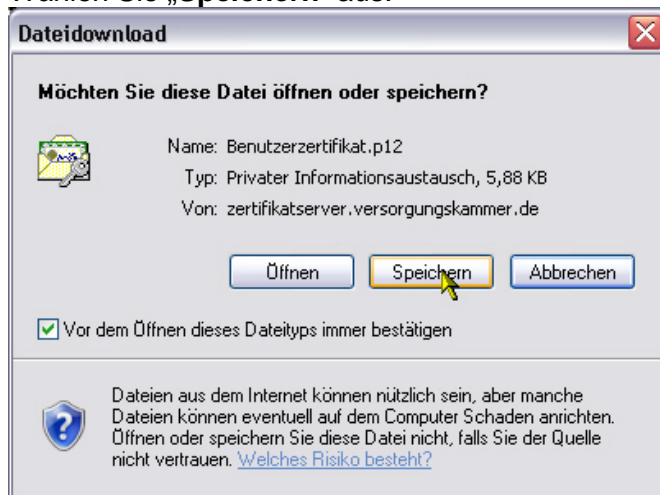 Dateidownload
Möchten Sie diese Datei öffnen oder speichern?
Name: Benutzerzertifikat.p12
Typ: Privater Informationsaustausch, 5,88 KB
Von: zertifikatserver.versorgungskammer.de
Öffnen Speichern Abbrechen
Vor dem Öffnen dieses Dateityps immer bestätigen
Dateien aus dem Internet können nützlich sein, aber manche
Dateien können eventuell auf dem Computer Schaden anrichten.
Öffnen oder speichern Sie diese Datei nicht, falls Sie der Quelle
nicht vertrauen. Welches Risiko besteht?